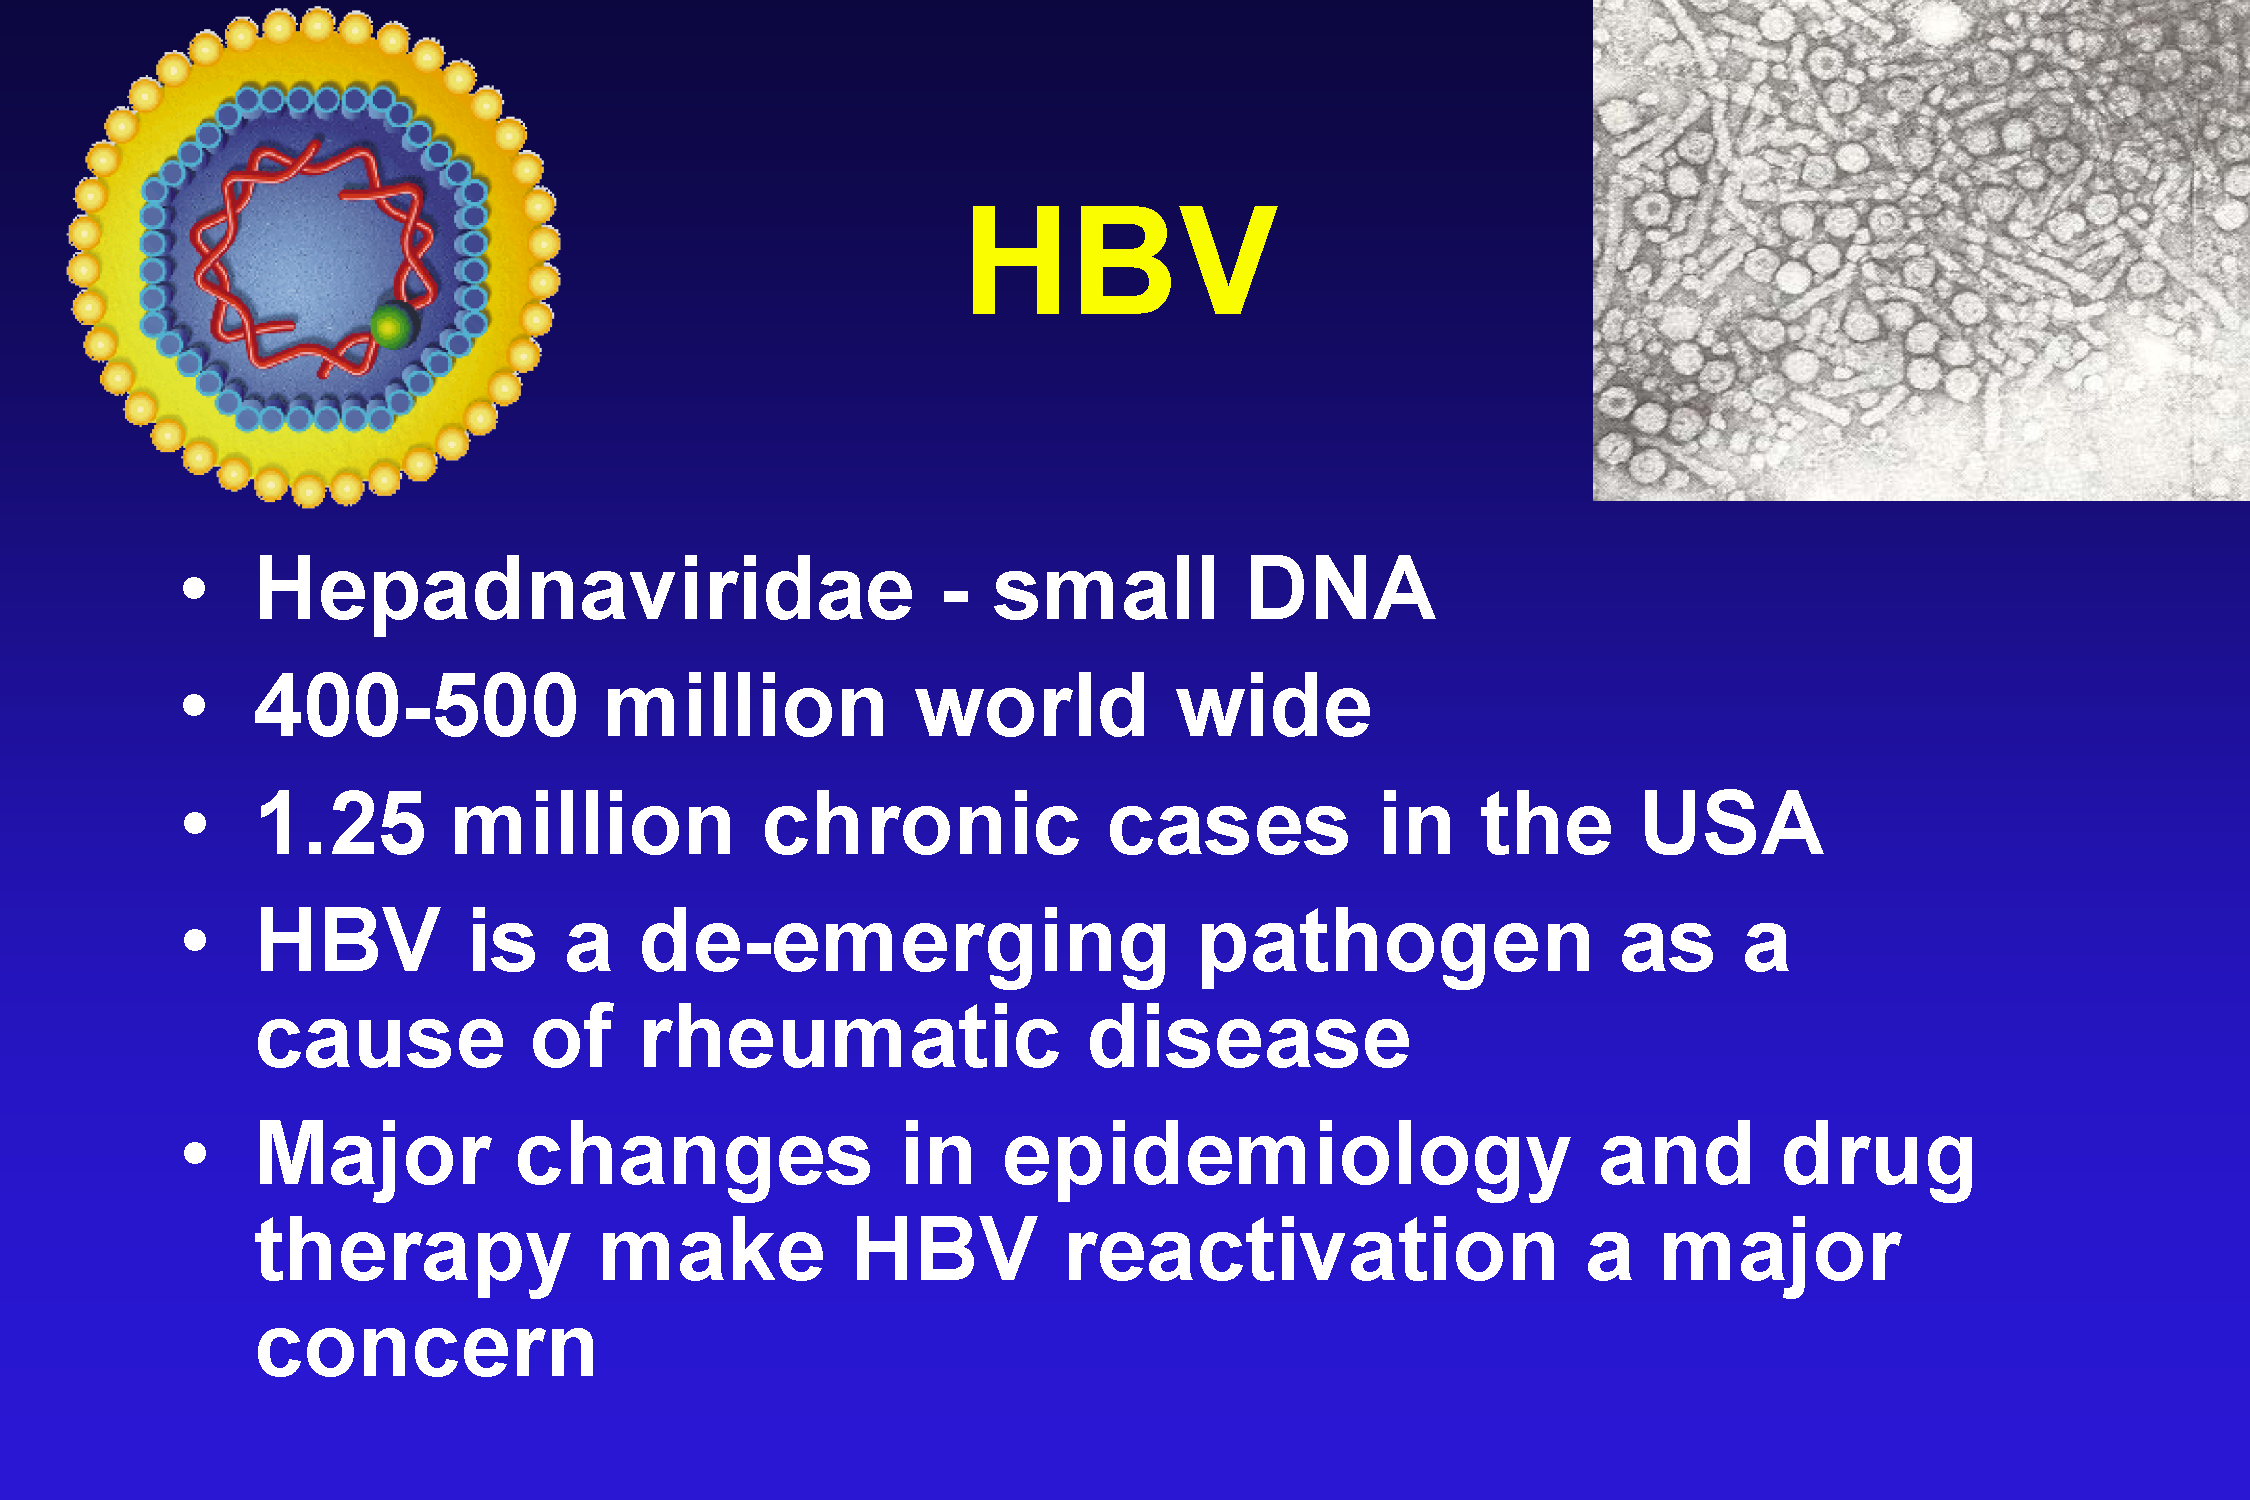 HBV
• Hepadnaviridae - small DNA
• 400-500 million world wide
• 1.25 million chronic cases in the USA
• HBV is a de-emerging pathogen as a
cause of rheumatic disease
• Major changes in epidemiology and drug
therapy make HBV reactivation a major
concern